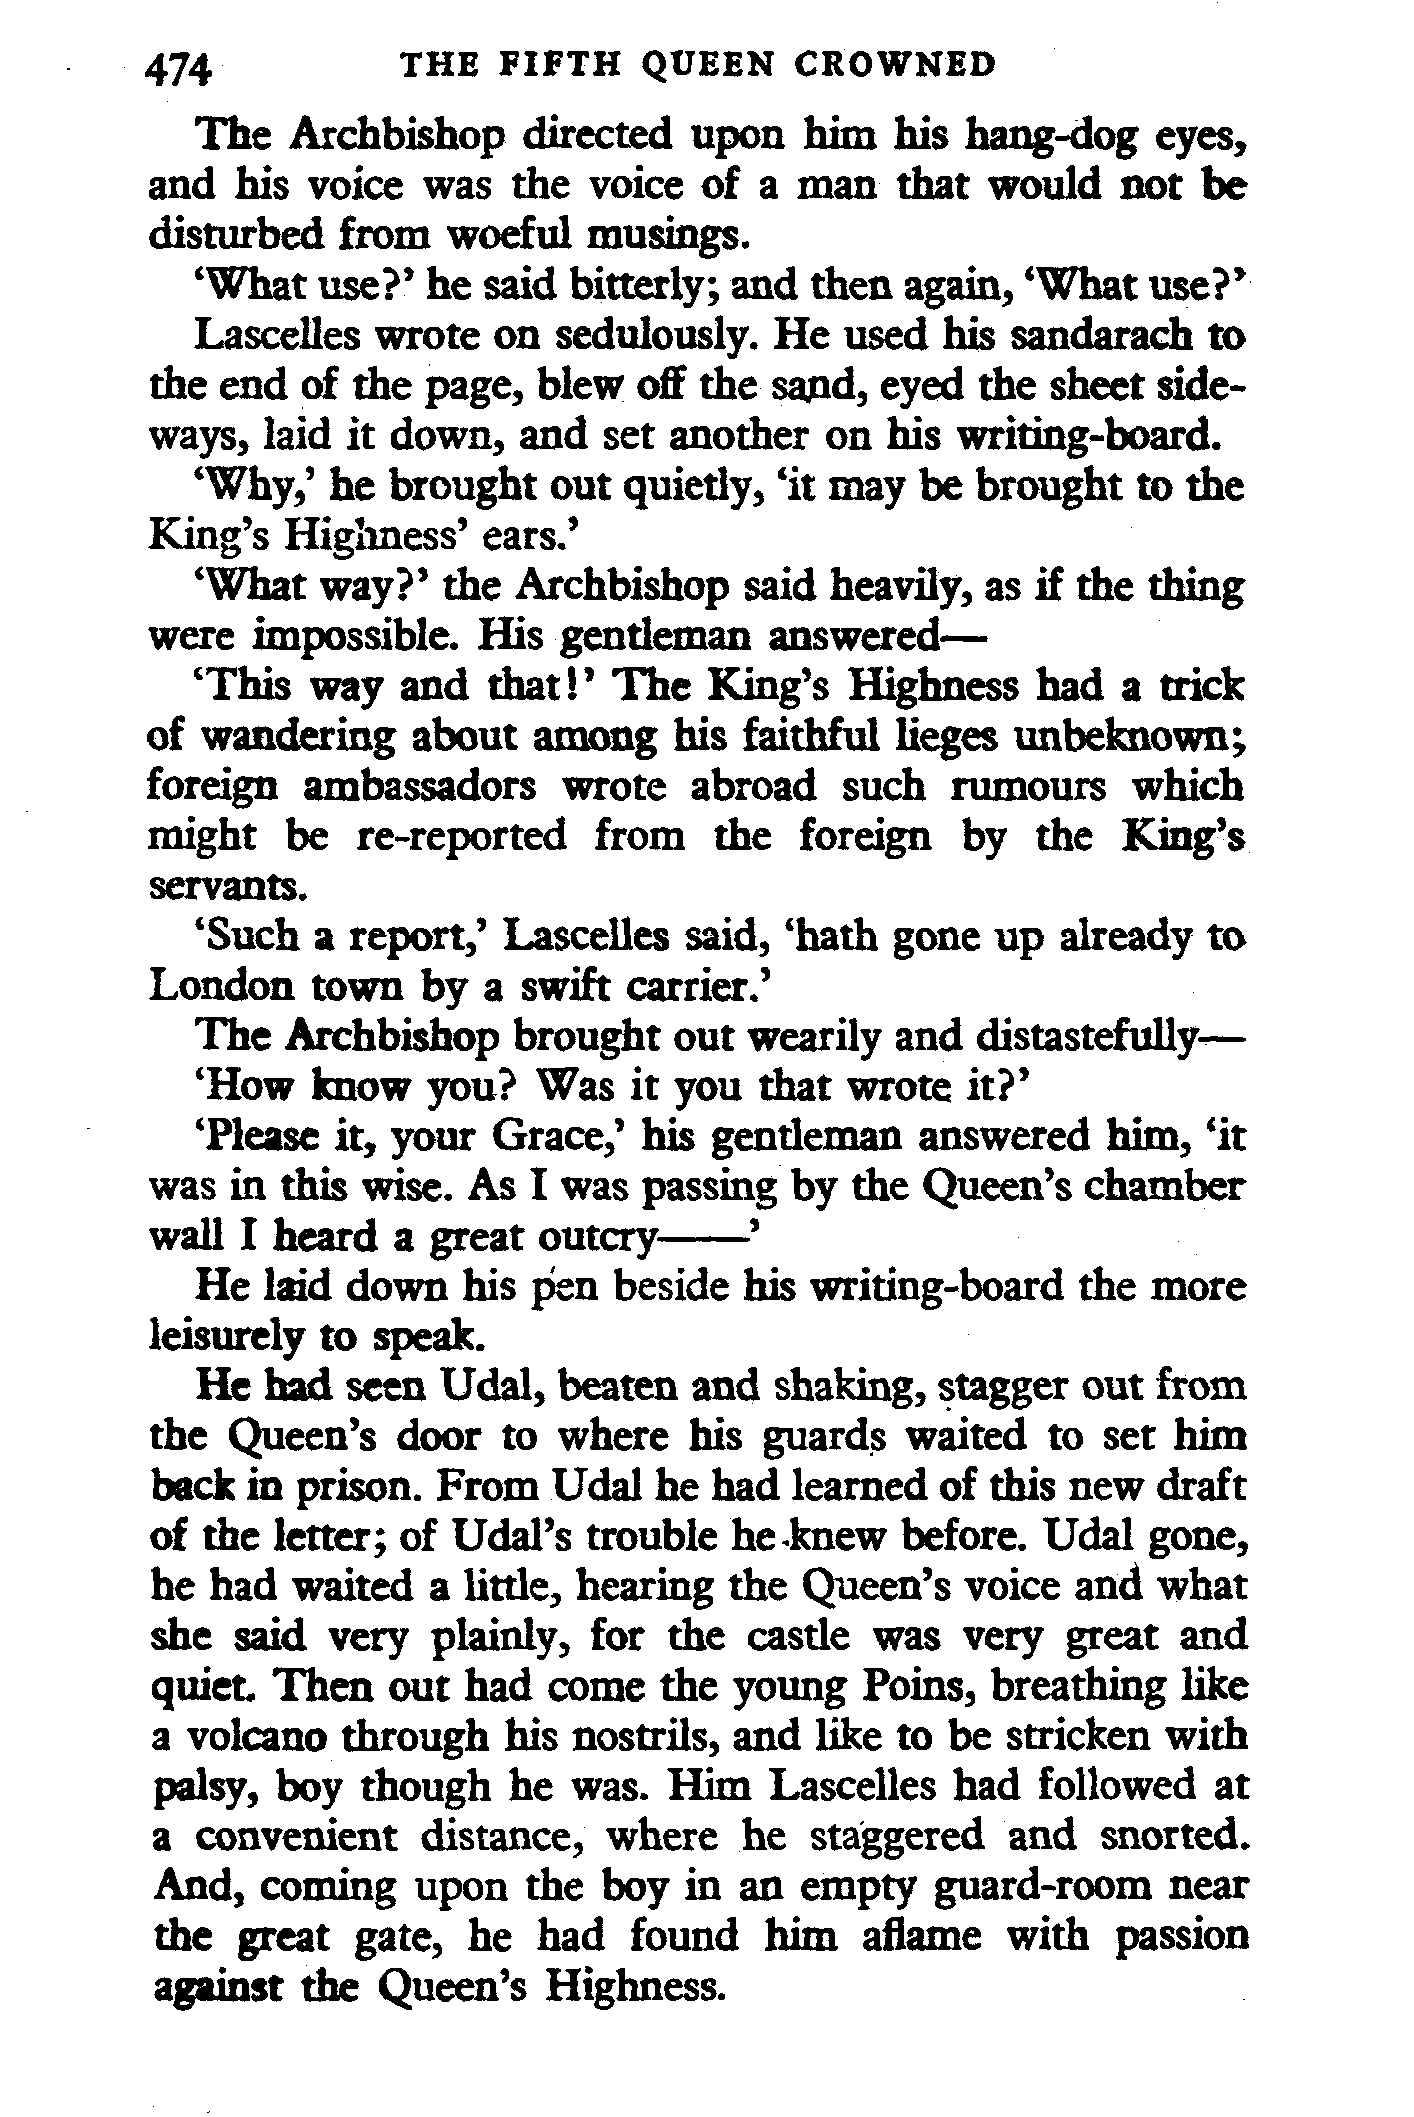 474 THE FIFTH QUEEN CROWNED
The Archbishop directed upon him his hang-dog eyes,
and his voice was the voice of a man that would not be
disturbed from woeful musings.
‘What use?’ he said bitterly; and then again, ‘What use?’
Lascelles wrote on sedulously. He used his sandarach to
the end of the page, blew off the sand, eyed the sheet side-
ways, laid it down, and set another on his writing-board.
‘Why,’ he brought out quietly, ‘it may be brought to the
King’s Highness’ ears.’
‘What way?’ the Archbishop said heavily, as if the thing
were impossible. His gentleman answered—
‘This way and that!’ The King’s Highness had a trick
of wandering about among his faithful lieges unbeknown;
foreign ambassadors wrote abroad such rumours which
might be re-reported from the foreign by the King’s
servants.
‘Such a report,’ Lascelles said, ‘hath gone up already to
London town by a swift carrier.’
The Archbishop brought out wearily and distastefully—
‘How know you? Was it you that wrote it?’
‘Please it, your Grace,’ his gentleman answered him, ‘it
was in this wise. As I was passing by the Queen’s chamber
wall I heard a great outcry——’
He laid down his pen beside his writing-board the more
leisurely to speak.
He had seen Udal, beaten and shaking, stagger out from
the Queen’s door to where his guards waited to set him
back in prison. From Udal he had learned of this new draft
of the letter; of Udal’s trouble he knew before. Udal gone,
he had waited a little, hearing the Queen’s voice and what
she said very plainly, for the castle was very great and
quiet. Then out had come the young Poins, breathing like
a volcano through his nostrils, and like to be stricken with
palsy, boy though he was. Him Lascelles had followed at
a convenient distance, where he staggered and snorted.
And, coming upon the boy in an empty guard-room near
the great gate, he had found him aflame with passion
against the Queen’s Highness.